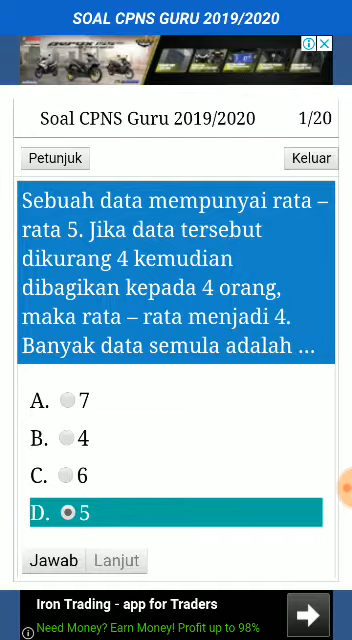 SOAL CPNS GURU 2019/2020
Soal CPNS Guru 2019/2020 1/20
Petunjuk Keluar
Sebuah data mempunyai rata –
rata 5. Jika data tersebut
dikurang 4 kemudian
dibagikan kepada 4 orang,
maka rata – rata menjadi 4.
Banyak data semula adalah ...
A. 7
B. 4
C. 6
D. 5
Jawab Lanjut
Iron Trading - app for Traders
Need Money? Earn Money! Profit up to 98%